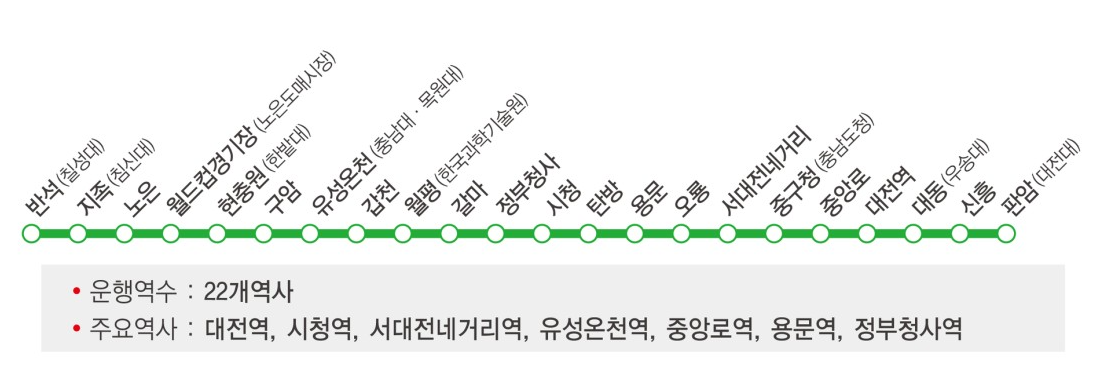 반석(칠성대)
지족(침신대)
노은
월드컵경기장(노은도매시장)
현충원(한밭대)
구암
유성온천(충남대·목원대)
갑천
월평(한국과학기술원)
갈마
정부청사
시청
탄방
용문
오룡
서대전네거리
중구청(충남도청)
중앙로
대전역
대동(우송대)
신흥
판암(대전대)
• 운행역수 : 22개역사
• 주요역사 : 대전역, 시청역, 서대전네거리역, 유성온천역, 중앙로역, 용문역, 정부청사역